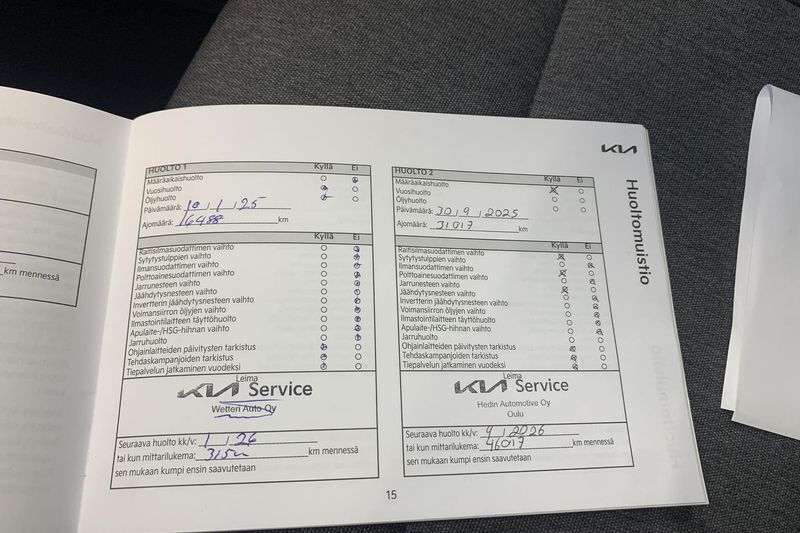 _km mennessä
HUOLTO 1 Kyllä Ei
Määräaikaishuolto
Vuosihuolto
Öljyhuolto
Päivämäärä: 10 | 1 | 25
Ajomäärä: 16488 km
Kyllä Ei
Raitisilmasuodattimen vaihto
Sytytystulppien vaihto
Ilmansuodattimen vaihto
Polttoainesuodattimen vaihto
Jarrunesteen vaihto
Jäähdytysnesteen vaihto
Invertterin jäähdytysnesteen vaihto
Voimansiirron öljyjen vaihto
Ilmastointilaitteen täyttöhuolto
Apulaite-/HSG-hihnan vaihto
Jarruhuolto
Ohjainlaitteiden päivitysten tarkistus
Tehdaskampanjoiden tarkistus
Tiepalvelun jatkaminen vuodeksi
Leima
KIA Service
Wetteri Auto Oy
Seuraava huolto kk/v: 1 | 26
tai kun mittarilukema: km mennessä
sen mukaan kumpi ensin saavutetaan
HUOLTO 2 Kyllä Ei
Määräaikaishuolto
Vuosihuolto
Öljyhuolto
Päivämäärä: 30 | 9 | 2025
Ajomäärä: 31017 km
Kyllä Ei
Raitisilmasuodattimen vaihto
Sytytystulppien vaihto
Ilmansuodattimen vaihto
Polttoainesuodattimen vaihto
Jarrunesteen vaihto
Jäähdytysnesteen vaihto
Invertterin jäähdytysnesteen vaihto
Voimansiirron öljyjen vaihto
Ilmastointilaitteen täyttöhuolto
Apulaite-/HSG-hihnan vaihto
Jarruhuolto
Ohjainlaitteiden päivitysten tarkistus
Tehdaskampanjoiden tarkistus
Tiepalvelun jatkaminen vuodeksi
Leima
KIA Service
Hedin Automotive Oy
Oulu
Seuraava huolto kk/v: 9 | 2026
tai kun mittarilukema: 46017 km mennessä
sen mukaan kumpi ensin saavutetaan
KIA
Huoltomuistio
15